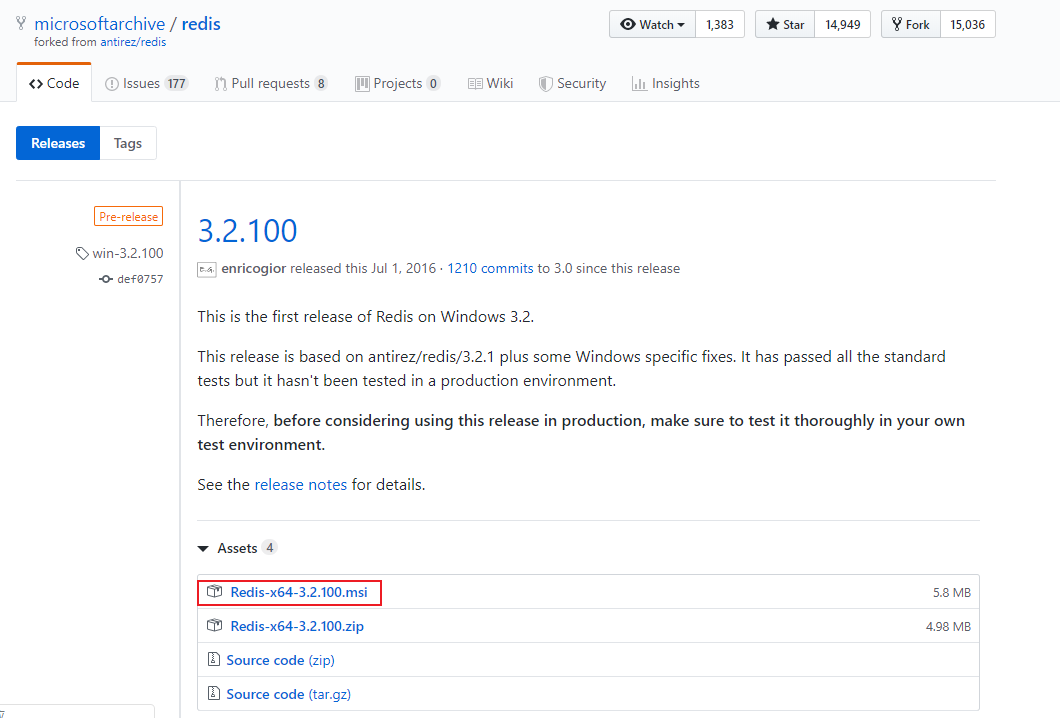 microsoftarchive / redis
forked from antirez/redis
Watch 1,383 Star 14,949 Fork 15,036
Code Issues 177 Pull requests 8 Projects 0 Wiki Security Insights
Releases Tags
Pre-release
win-3.2.100
def0757
3.2.100
enricogior released this Jul 1, 2016 · 1210 commits to 3.0 since this release
This is the first release of Redis on Windows 3.2.
This release is based on antirez/redis/3.2.1 plus some Windows specific fixes. It has passed all the standard
tests but it hasn't been tested in a production environment.
Therefore, before considering using this release in production, make sure to test it thoroughly in your own
test environment.
See the release notes for details.
Assets 4
Redis-x64-3.2.100.msi 5.8 MB
Redis-x64-3.2.100.zip 4.98 MB
Source code (zip)
Source code (tar.gz)